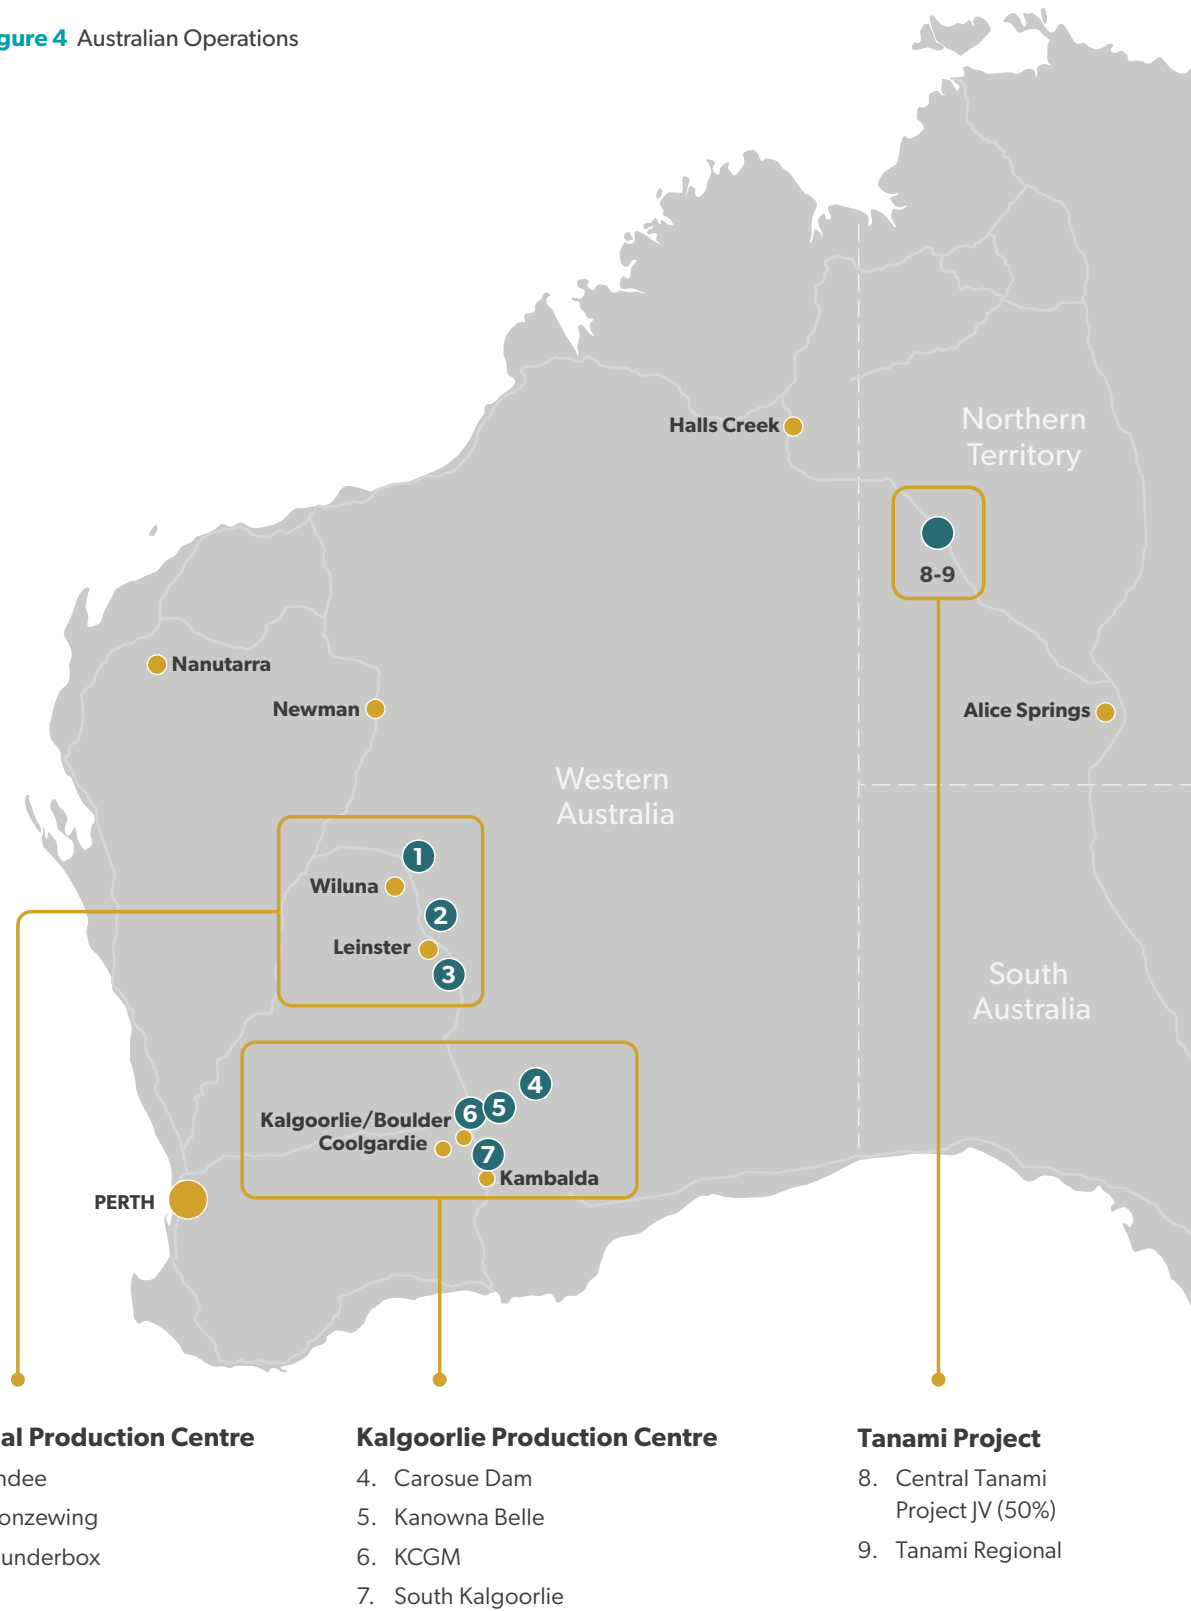 gure 4 Australian Operations
Halls Creek
Northern
Territory
8-9
Nanutarra
Newman
Alice Springs
Western
Australia
1
Wiluna
2
Leinster
3
South
Australia
4
5
6
Kalgoorlie/Boulder
Coolgardie
7
Kambalda
PERTH
al Production Centre
ndee
onzewing
underbox
Kalgoorlie Production Centre
4. Carosue Dam
5. Kanowna Belle
6. KCGM
7. South Kalgoorlie
Tanami Project
8. Central Tanami
Project JV (50%)
9. Tanami Regional